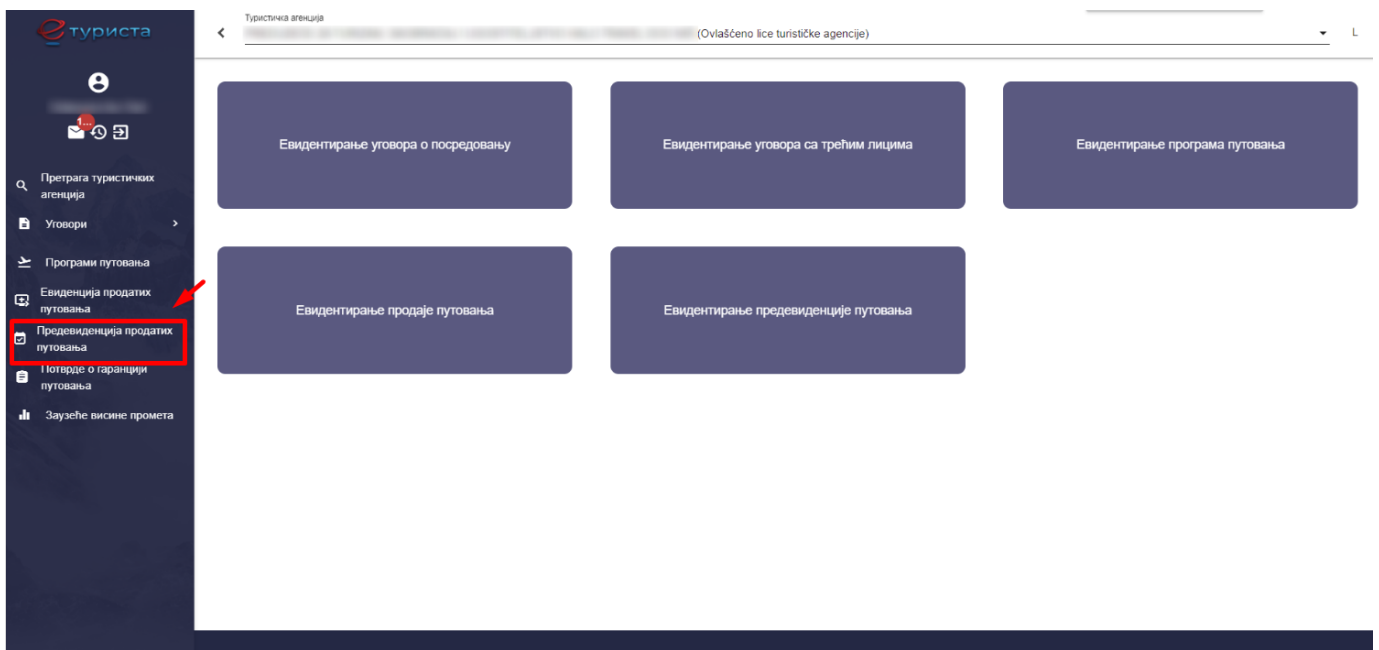 етуриста
Туристичка агенција
(Ovlašćeno lice turističke agencije)
L
1...
Претрага туристичких
агенција
Уговори
Програми путовања
Евиденција продатих
путовања
Предевиденција продатих
путовања
Потврде о гаранцији
путовања
Заузеће висине промета
Евидентирање уговора о посредовању
Евидентирање уговора са трећим лицима
Евидентирање програма путовања
Евидентирање продаје путовања
Евидентирање предевиденције путовања